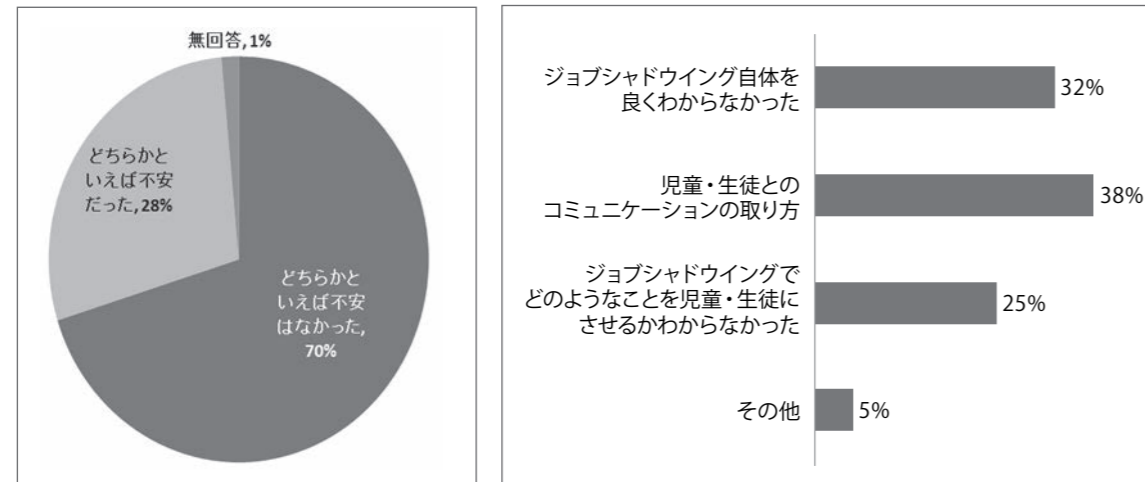 無回答, 1%
どちらかと
いえば不安
だった, 28%
どちらかと
いえば不安
はなかった,
70%
ジョブシャドウイング自体を
良くわからなかった
32%
児童・生徒との
コミュニケーションの取り方
38%
ジョブシャドウイングで
どのようなことを児童・生徒に
させるかわからなかった
25%
その他
5%